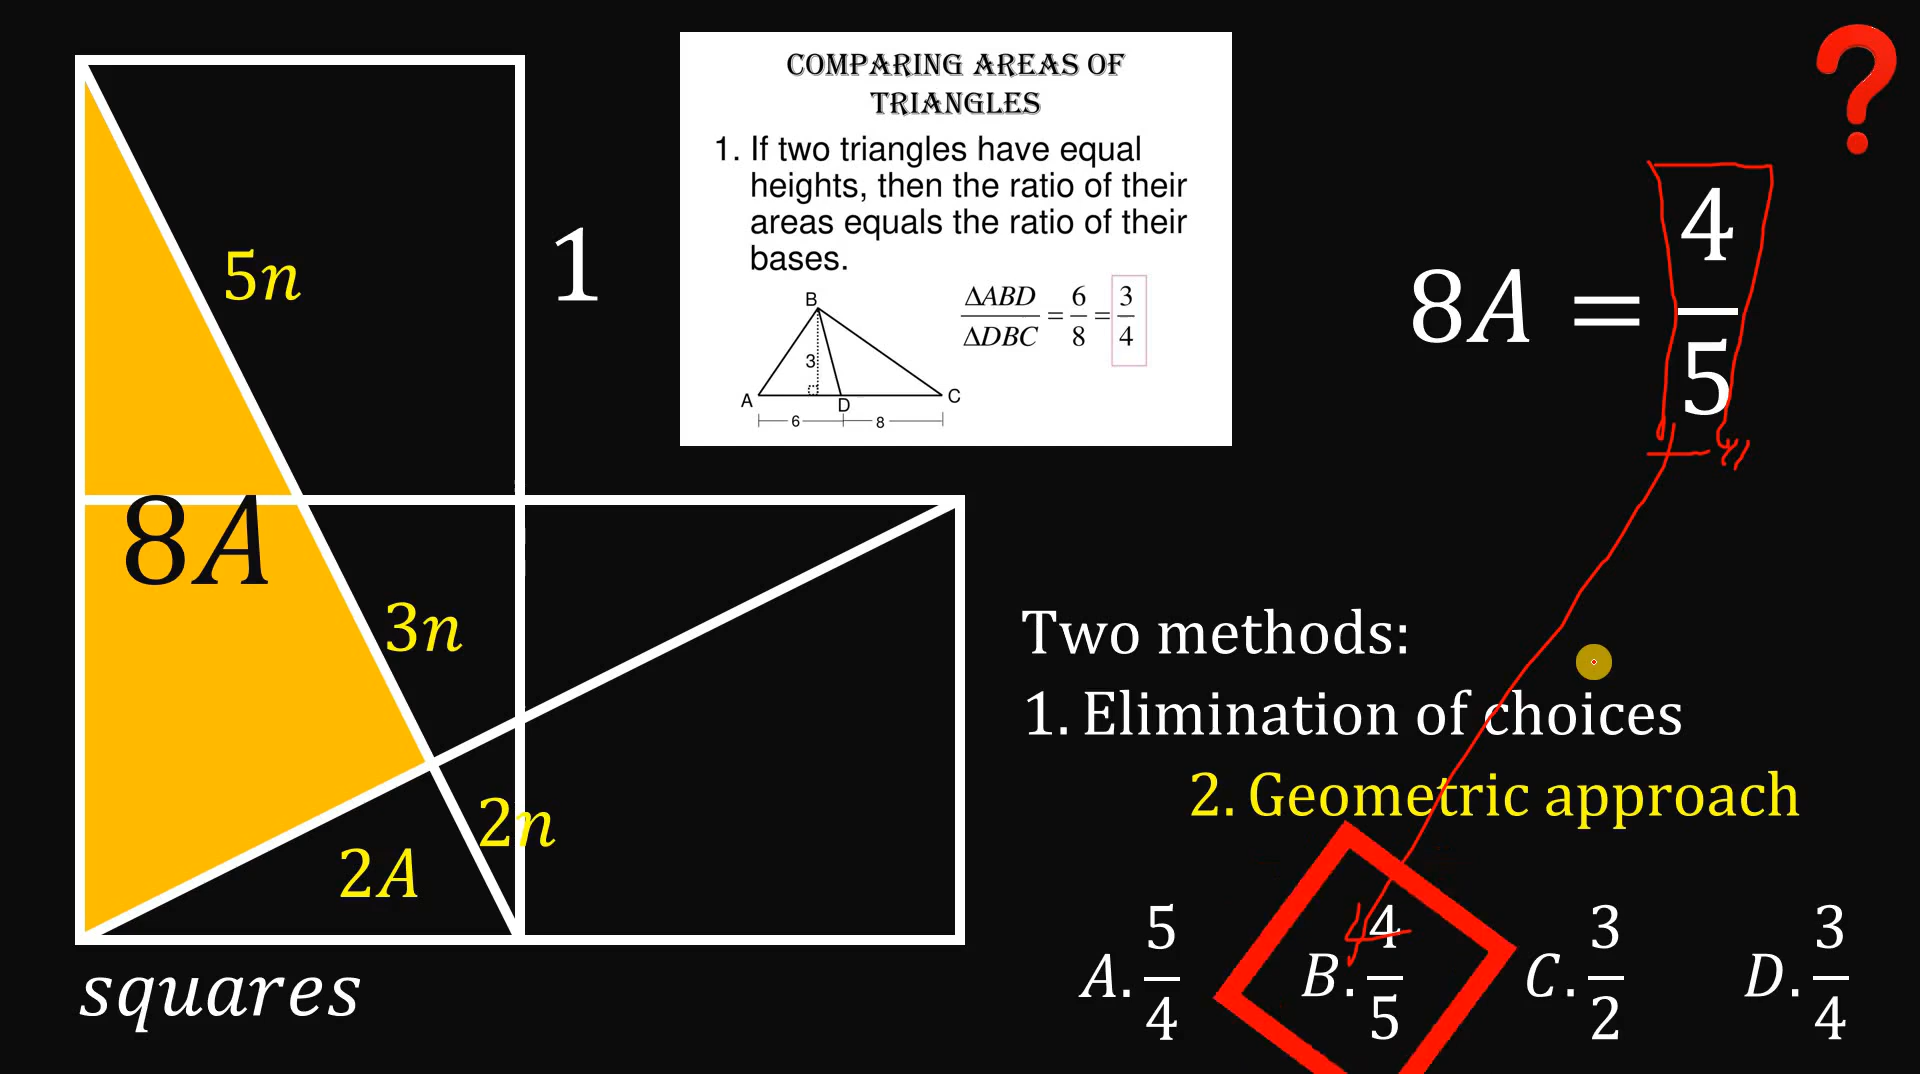 COMPARING AREAS OF
TRIANGLES
1. If two triangles have equal
heights, then the ratio of their
areas equals the ratio of their
bases.
B
3
A
D
C
6
8
ΔABD/ΔDBC = 6/8 = 3/4
5n
1
8A
3n
2n
2A
squares
❓
8A = 4/5
Two methods:
1. Elimination of choices
2. Geometric approach
A. 5/4
B. 4/5
C. 3/2
D. 3/4